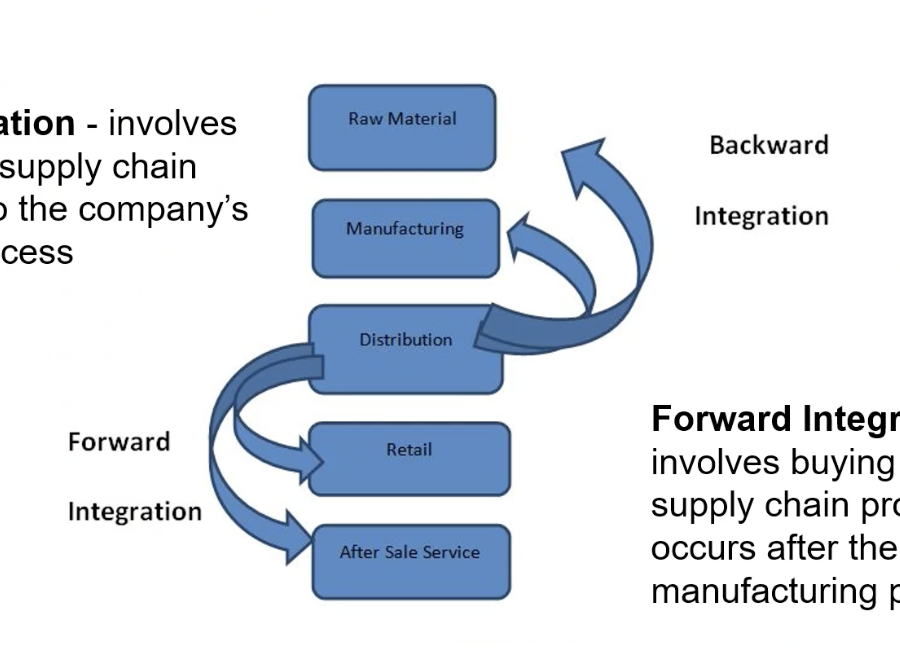 ation - involves
supply chain
o the company's
cess
Raw Material
Manufacturing
Distribution
Retail
After Sale Service
Backward
Integration
Forward
Integration
Forward Integr
involves buying
supply chain pro
occurs after the
manufacturing p